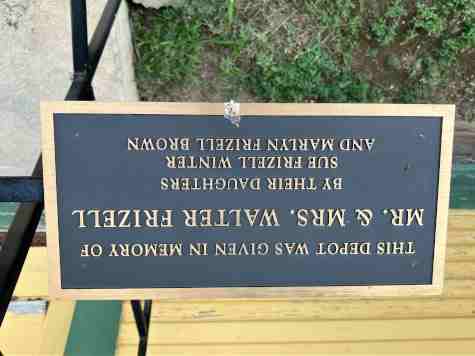 THIS DEPOT WAS GIVEN IN MEMORY OF
MR. & MRS. WALTER FRIZELL
BY THEIR DAUGHTERS
SUE FRIZELL WINTER
AND MARLYN FRIZELL BROWN